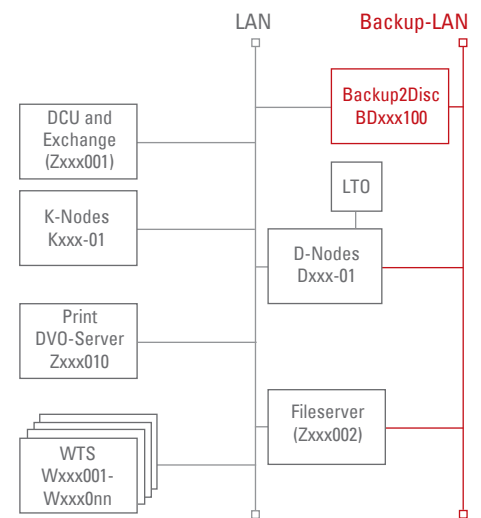 LAN
Backup-LAN
Backup2Disc
BDxxx100
DCU and
Exchange
(Zxxx001)
LTO
K-Nodes
Kxxx-01
D-Nodes
Dxxx-01
Print
DVO-Server
Zxxx010
Fileserver
(Zxxx002)
WTS
Wxxx001-
Wxxx0nn